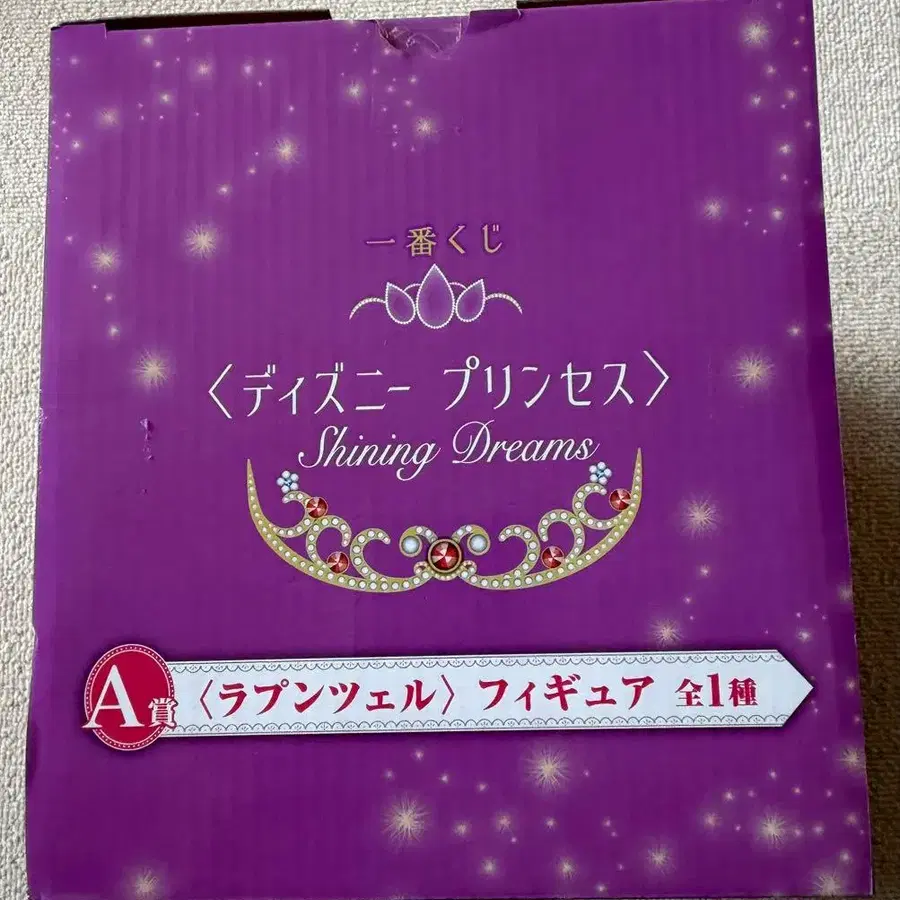 一番くじ
〈ディズニー プリンセス〉
Shining Dreams
A賞 〈ラプンツェル〉 フィギュア 全1種